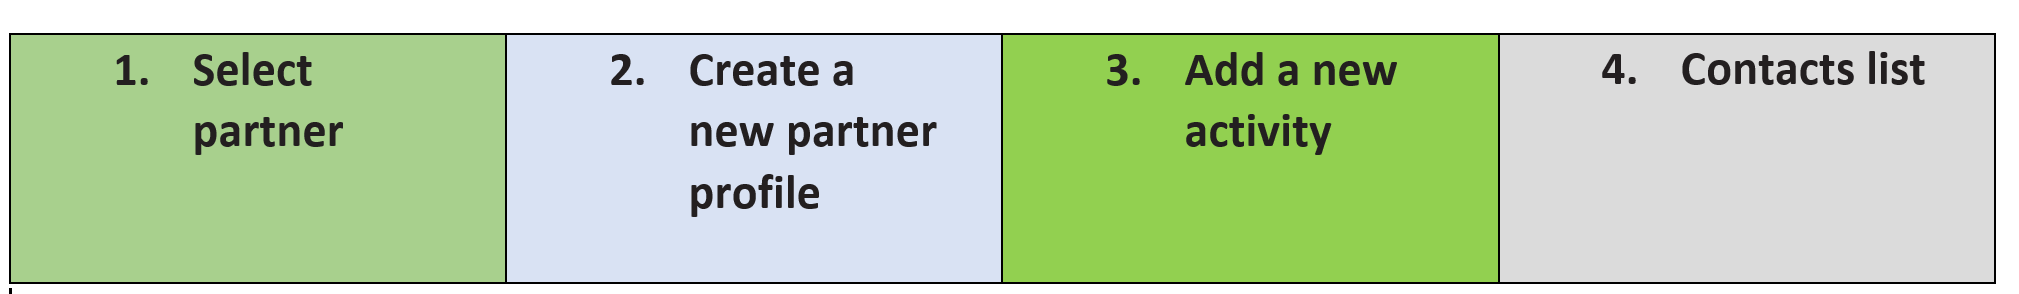 1. Select
partner
2. Create a
new partner
profile
3. Add a new
activity
4. Contacts list